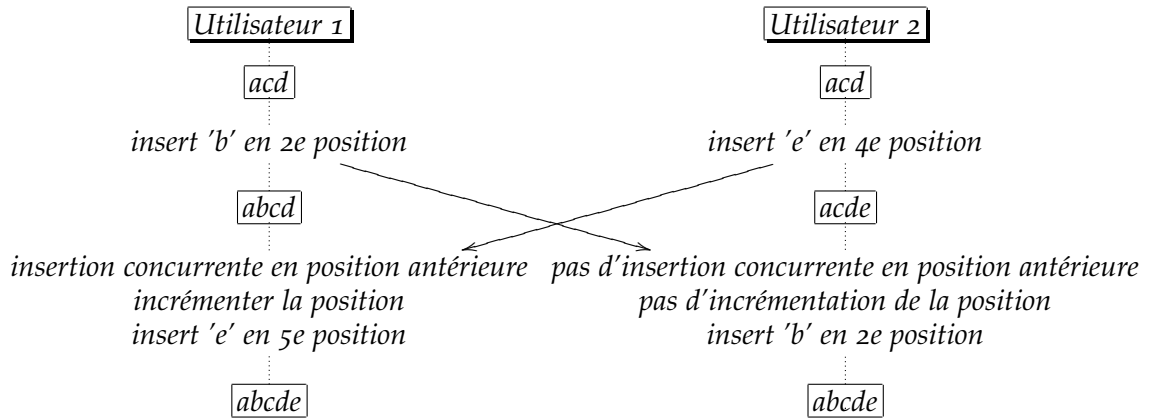 Utilisateur 1 Utilisateur 2
acd acd
insert 'b' en 2e position insert 'e' en 4e position
abcd acde
insertion concurrente en position antérieure pas d'insertion concurrente en position antérieure
incrémenter la position pas d'incrémentation de la position
insert 'e' en 5e position insert 'b' en 2e position
abcde abcde